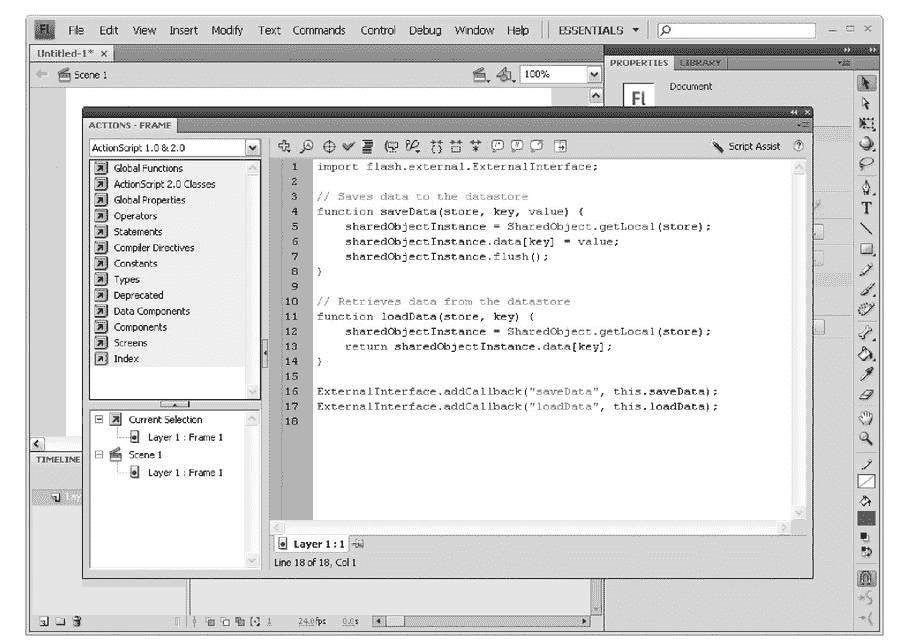 Fl File Edit View Insert Modify Text Commands Control Debug Window Help ESSENTIALS
Untitled-1* ×
Scene 1 100%
PROPERTIES LIBRARY
Fl Document
ACTIONS - FRAME
ActionScript 1.0 & 2.0
Script Assist
Global Functions
ActionScript 2.0 Classes
Global Properties
Operators
Statements
Compiler Directives
Constants
Types
Deprecated
Data Components
Components
Screens
Index
Current Selection
Layer 1 : Frame 1
Scene 1
Layer 1 : Frame 1
1 import flash.external.ExternalInterface;
2
3 // Saves data to the datastore
4 function saveData(store, key, value) {
5 sharedObjectInstance = SharedObject.getLocal(store);
6 sharedObjectInstance.data[key] = value;
7 sharedObjectInstance.flush();
8 }
9
10 // Retrieves data from the datastore
11 function loadData(store, key) {
12 sharedObjectInstance = SharedObject.getLocal(store);
13 return sharedObjectInstance.data[key];
14 }
15
16 ExternalInterface.addCallback("saveData", this.saveData);
17 ExternalInterface.addCallback("loadData", this.loadData);
18
Layer 1 : 1
Line 18 of 18, Col 1
TIMELINE
1 24.0fps 0.0s